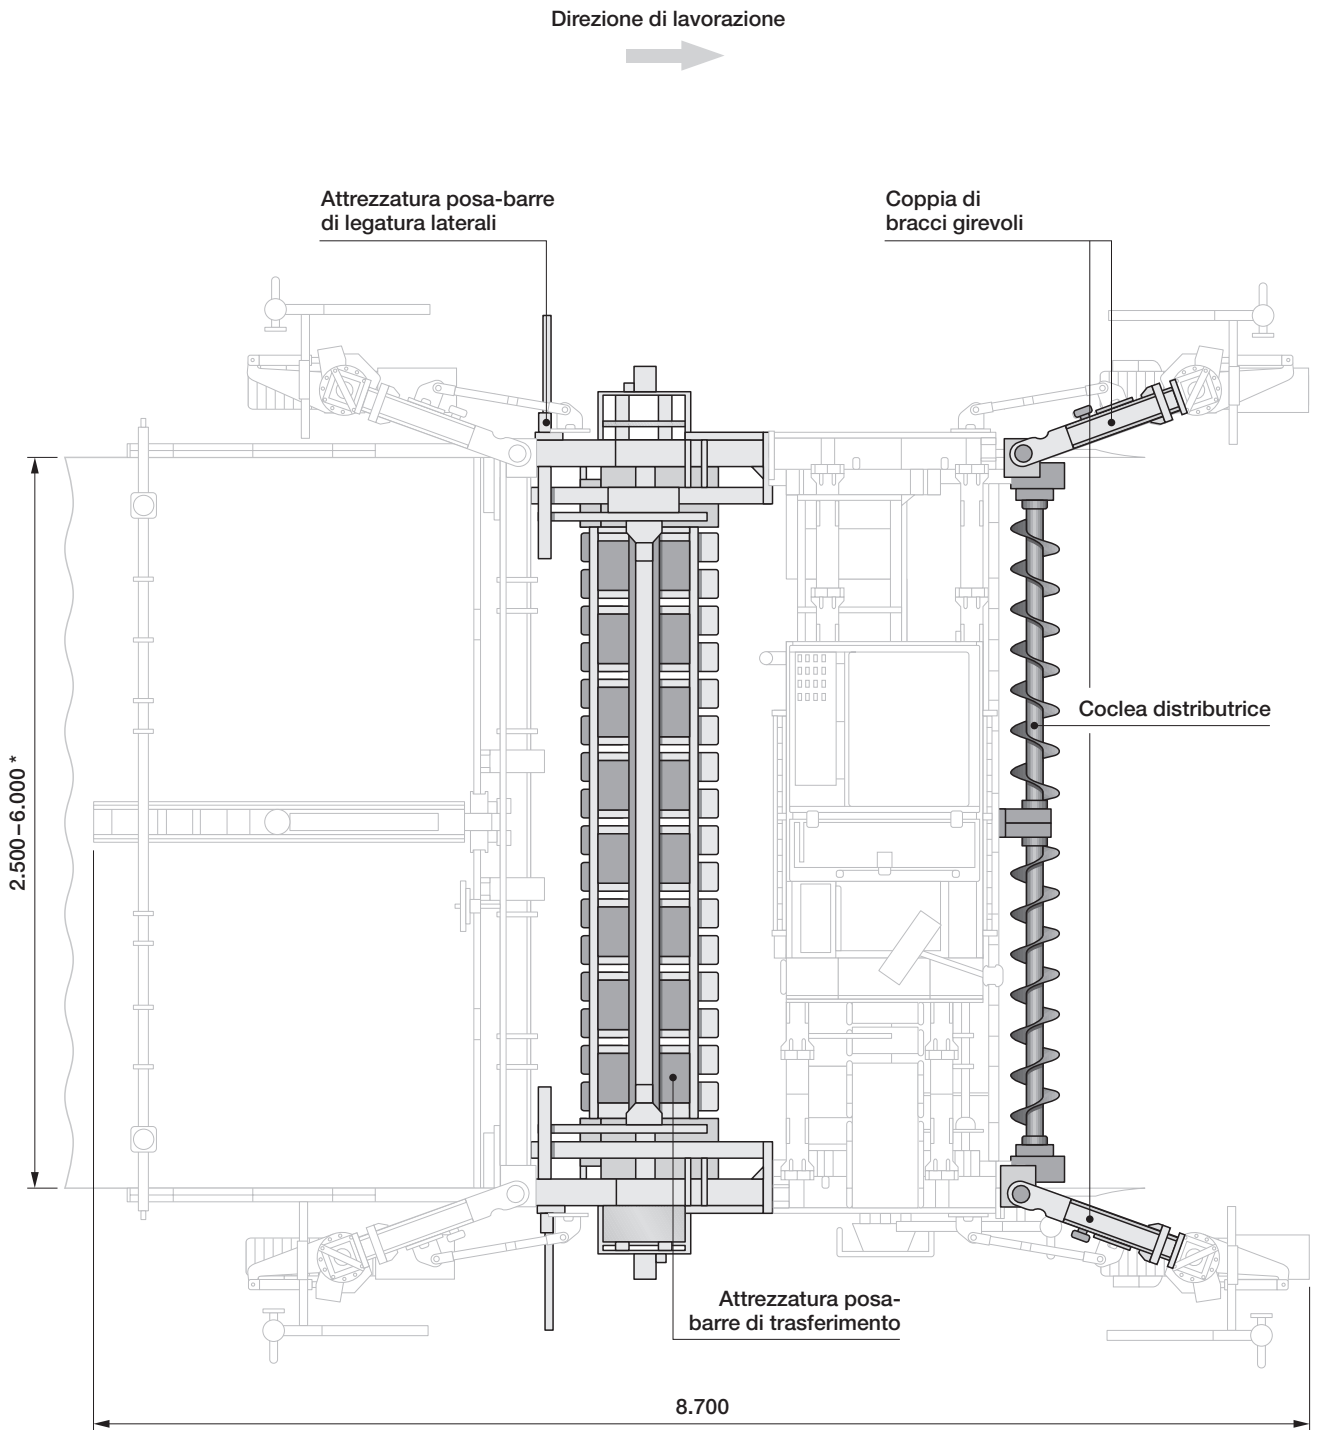 Direzione di lavorazione
Attrezzatura posa-barre
di legatura laterali
Coppia di
bracci girevoli
Coclea distributrice
2.500–6.000 *
Attrezzatura posa-
barre di trasferimento
8.700